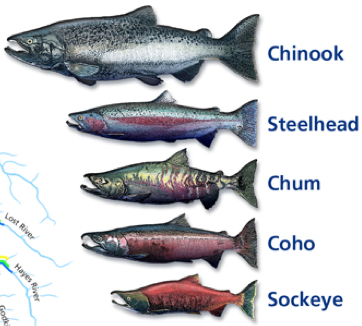 Chinook
Steelhead
Chum
Coho
Sockeye
Lost River
Hayes River